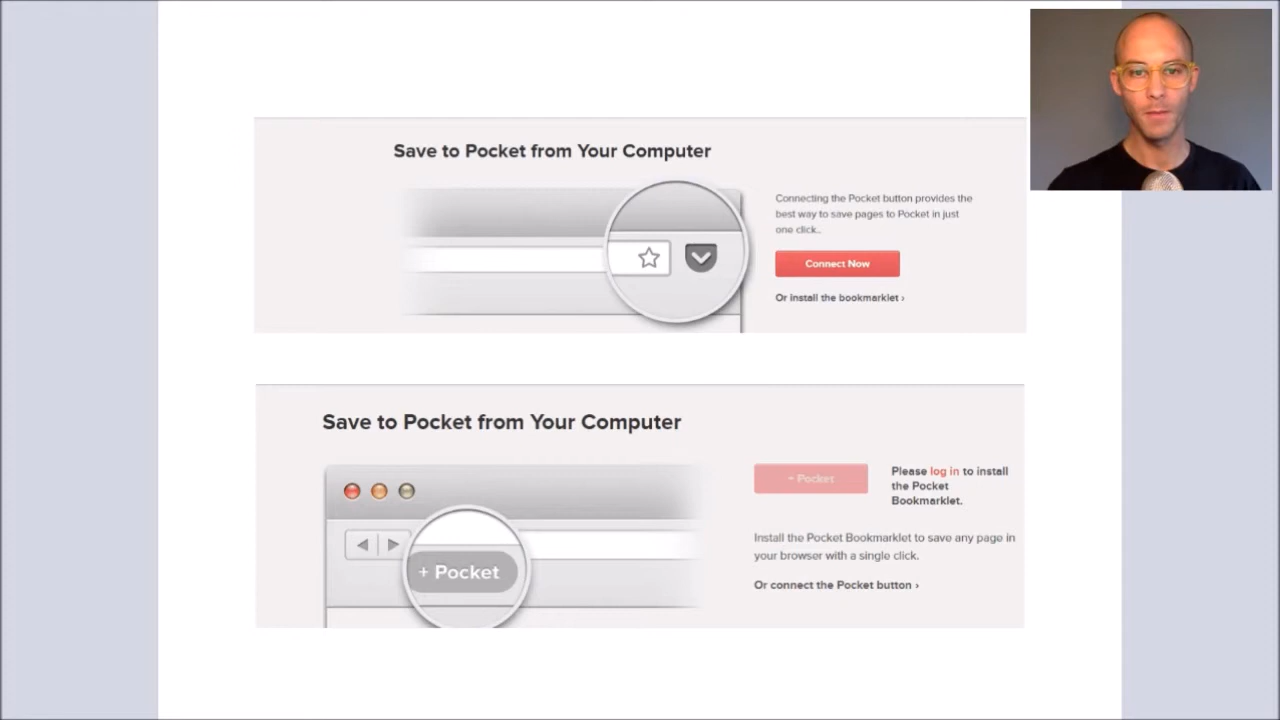 Save to Pocket from Your Computer
Connecting the Pocket button provides the
best way to save pages to Pocket in just
one click..
Connect Now
Or install the bookmarklet ›
Save to Pocket from Your Computer
+ Pocket
+ Pocket
Please log in to install
the Pocket
Bookmarklet.
Install the Pocket Bookmarklet to save any page in
your browser with a single click.
Or connect the Pocket button ›